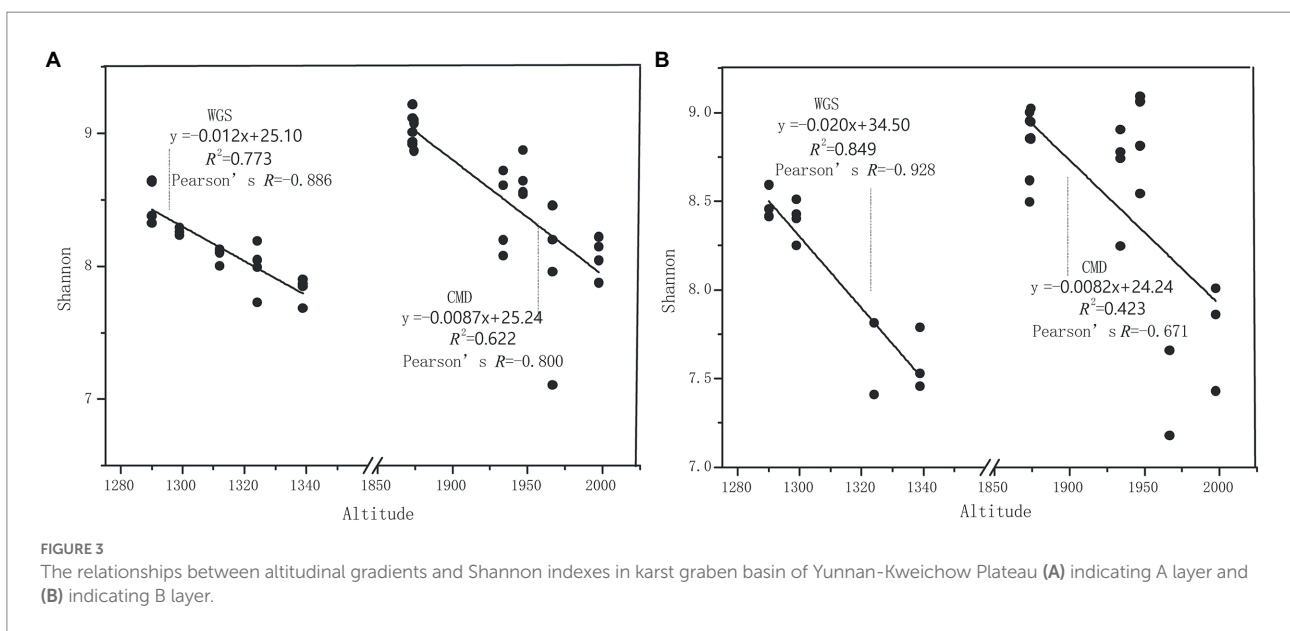 A
WGS
y =−0.012x+25.10
R²=0.773
Pearson’ s R=−0.886
CMD
y=−0.0087x+25.24
R²=0.622
Pearson’ s R=−0.800
9
8
7
Shannon
1280 1300 1320 1340 1850 1900 1950 2000
Altitude
B
WGS
y=−0.020x+34.50
R²=0.849
Pearson’ s R=−0.928
CMD
y=−0.0082x+24.24
R²=0.423
Pearson’ s R=−0.671
9.0
8.5
8.0
7.5
7.0
Shannon
1280 1300 1320 1340 1850 1900 1950 2000
Altitude
FIGURE 3
The relationships between altitudinal gradients and Shannon indexes in karst graben basin of Yunnan-Kweichow Plateau (A) indicating A layer and
(B) indicating B layer.